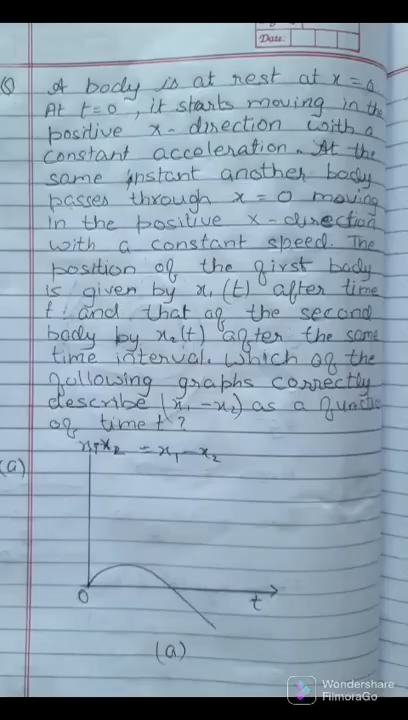 Date:
Q) A body is at rest at x = 0
At t=0, it starts moving in the
positive x-direction with a
constant acceleration. At the
same instant another body
passes through x = 0 moving
in the positive x-direction
with a constant speed. The
position of the girst body
is given by x₁(t) after time
t and that of the second
body by x₂(t) after the same
time interval. which of the
following graphs correctly
describe (x₁-x₂) as a functio
of time t?
= x₁-x₂
(a)
0
t
(a)
Wondershare
FilmoraGo